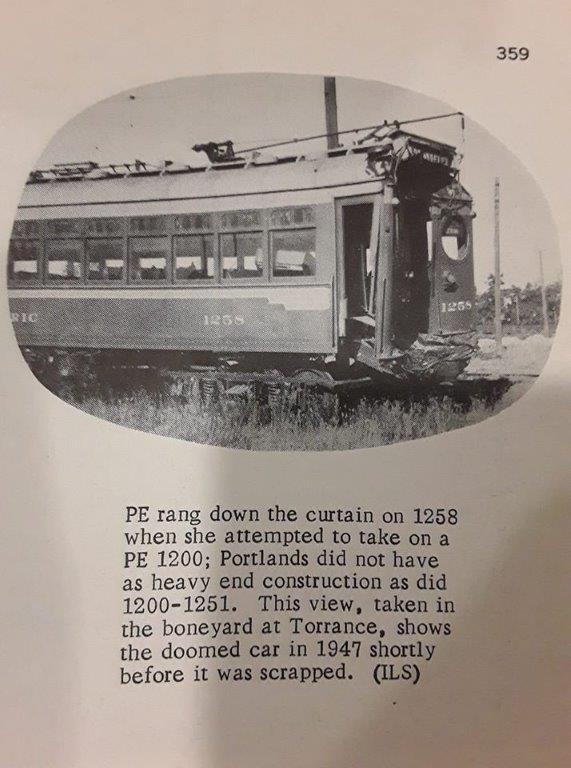 359
RIC
1258
1258
PE rang down the curtain on 1258
when she attempted to take on a
PE 1200; Portlands did not have
as heavy end construction as did
1200-1251. This view, taken in
the boneyard at Torrance, shows
the doomed car in 1947 shortly
before it was scrapped. (ILS)